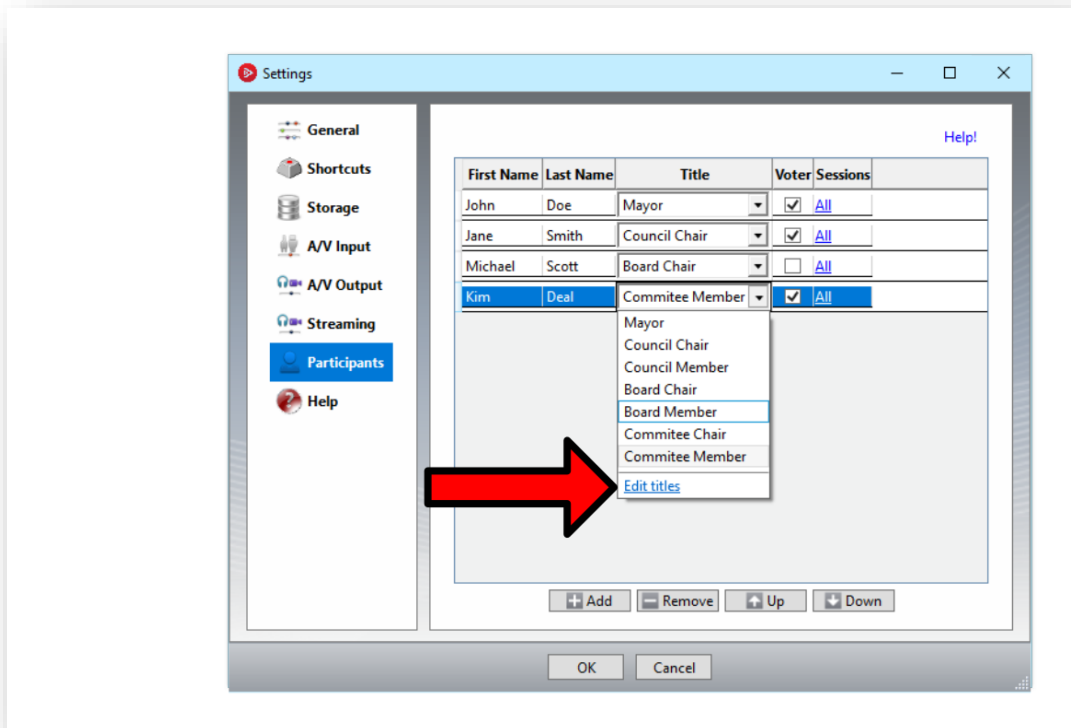 Settings
General
Shortcuts
Storage
A/V Input
A/V Output
Streaming
Participants
Help
Help!
First Name Last Name Title Voter Sessions
John Doe Mayor All
Jane Smith Council Chair All
Michael Scott Board Chair All
Kim Deal Commitee Member All
Mayor
Council Chair
Council Member
Board Chair
Board Member
Commitee Chair
Commitee Member
Edit titles
Add Remove Up Down
OK Cancel